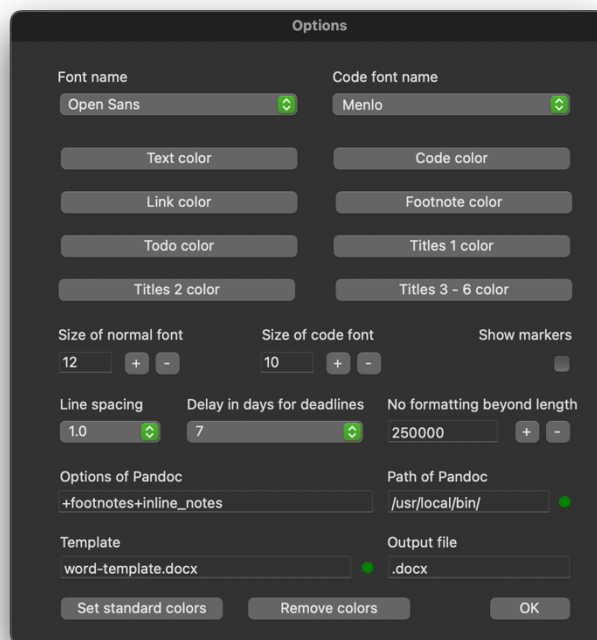 Options
Font name Code font name
Open Sans Menlo
Text color Code color
Link color Footnote color
Todo color Titles 1 color
Titles 2 color Titles 3 - 6 color
Size of normal font Size of code font Show markers
12 + - 10 + -
Line spacing Delay in days for deadlines No formatting beyond length
1.0 7 250000 + -
Options of Pandoc Path of Pandoc
+footnotes+inline_notes /usr/local/bin/
Template Output file
word-template.docx .docx
Set standard colors Remove colors OK